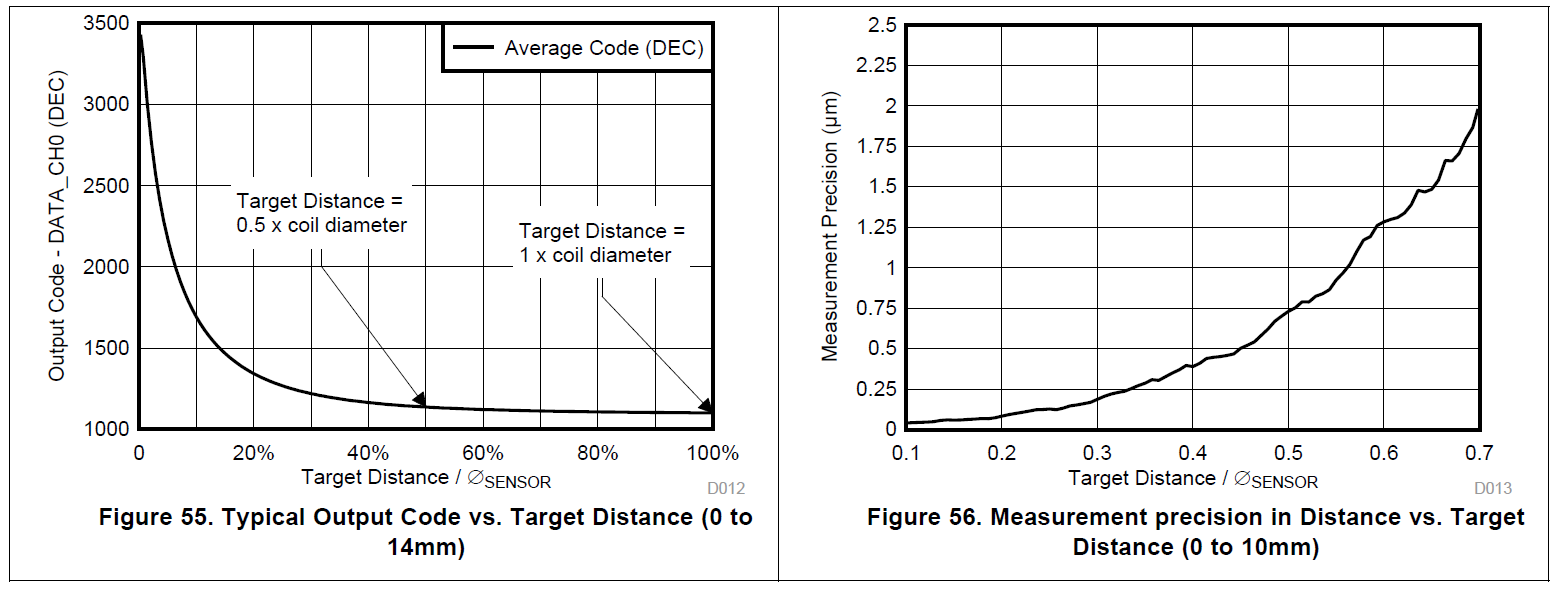 3500
3000
2500
2000
1500
1000
Output Code - DATA_CH0 (DEC)
Average Code (DEC)
Target Distance =
0.5 x coil diameter
Target Distance =
1 x coil diameter
0 20% 40% 60% 80% 100%
Target Distance / ∅SENSOR
D012
Figure 55. Typical Output Code vs. Target Distance (0 to
14mm)
2.5
2.25
2
1.75
1.5
1.25
1
0.75
0.5
0.25
0
Measurement Precision (µm)
0.1 0.2 0.3 0.4 0.5 0.6 0.7
Target Distance / ∅SENSOR
D013
Figure 56. Measurement precision in Distance vs. Target
Distance (0 to 10mm)